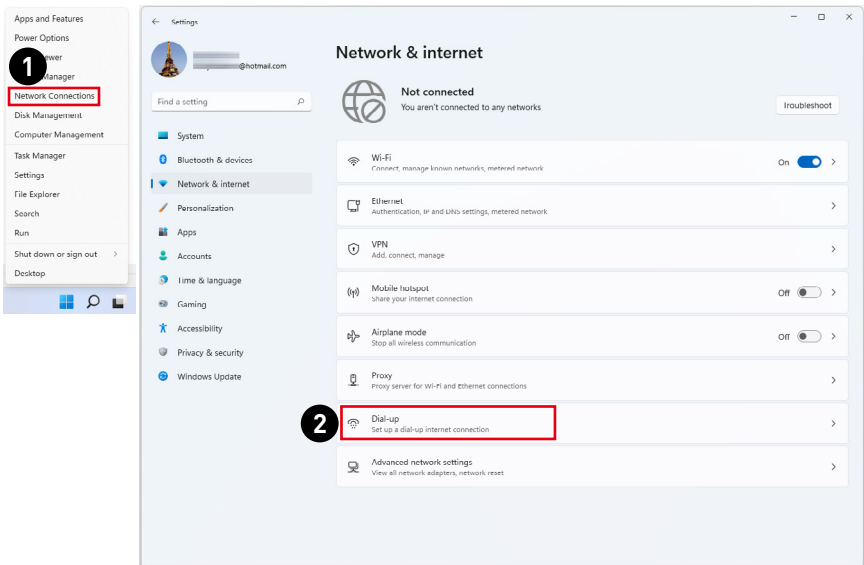 Apps and Features
Power Options
1
Network Connections
Disk Management
Computer Management
Task Manager
Settings
File Explorer
Search
Run
Shut down or sign out
Desktop
Settings
@hotmail.com
Find a setting
System
Bluetooth & devices
Network & internet
Personalization
Apps
Accounts
Time & language
Gaming
Accessibility
Privacy & security
Windows Update
Network & internet
Not connected
You aren't connected to any networks
Troubleshoot
Wi-Fi
Connect, manage known networks, metered network
On
Ethernet
Authentication, IP and DNS settings, metered network
VPN
Add, connect, manage
Mobile hotspot
Share your internet connection
Off
Airplane mode
Stop all wireless communication
Off
Proxy
Proxy server for Wi-Fi and Ethernet connections
2
Dial-up
Set up a dial-up internet connection
Advanced network settings
View all network adapters, network reset